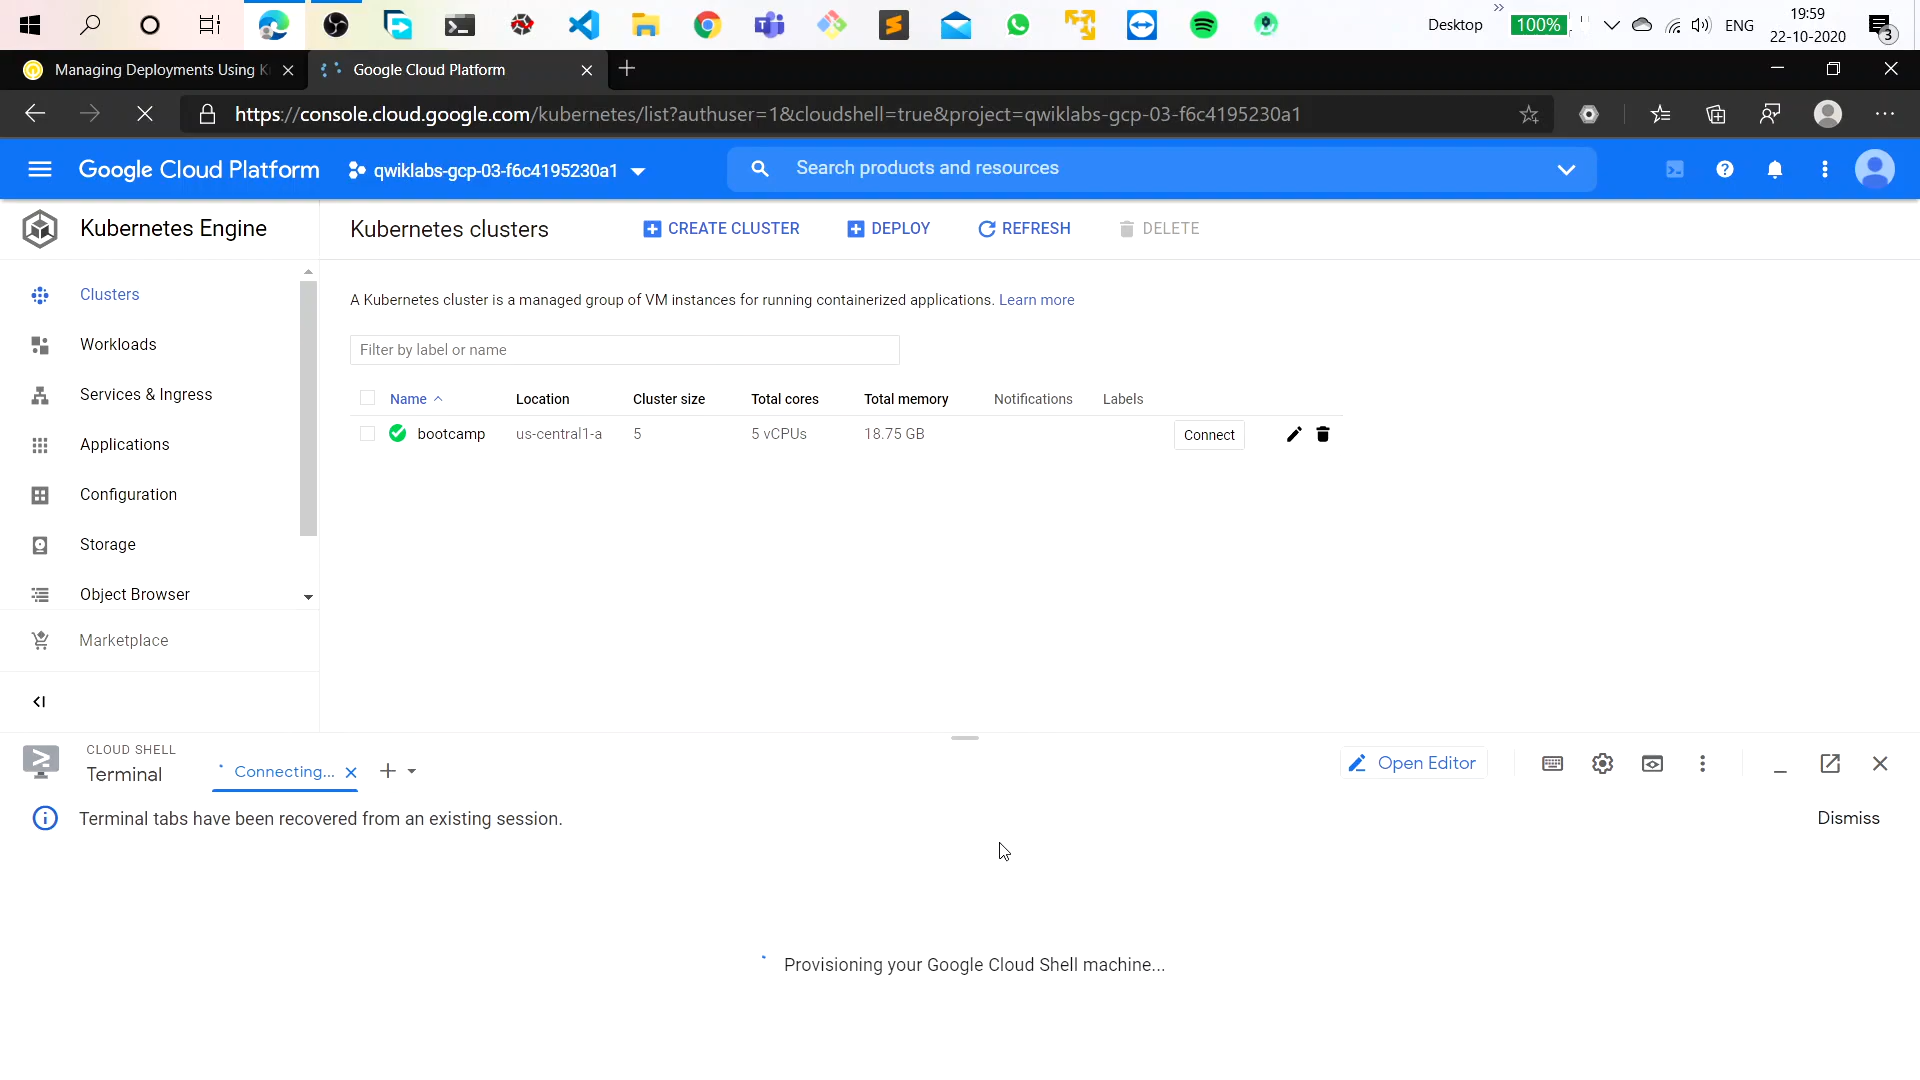 Desktop
100%
ENG
19:59
22-10-2020
3
Managing Deployments Using K
Google Cloud Platform
https://console.cloud.google.com/kubernetes/list?authuser=1&cloudshell=true&project=qwiklabs-gcp-03-f6c4195230a1
Google Cloud Platform
qwiklabs-gcp-03-f6c4195230a1
Search products and resources
Kubernetes Engine
Kubernetes clusters
CREATE CLUSTER
DEPLOY
REFRESH
DELETE
Clusters
Workloads
Services & Ingress
Applications
Configuration
Storage
Object Browser
Marketplace
A Kubernetes cluster is a managed group of VM instances for running containerized applications. Learn more
Filter by label or name
Name Location Cluster size Total cores Total memory Notifications Labels
bootcamp us-central1-a 5 5 vCPUs 18.75 GB Connect
CLOUD SHELL
Terminal
Connecting...
Open Editor
Terminal tabs have been recovered from an existing session.
Dismiss
Provisioning your Google Cloud Shell machine...